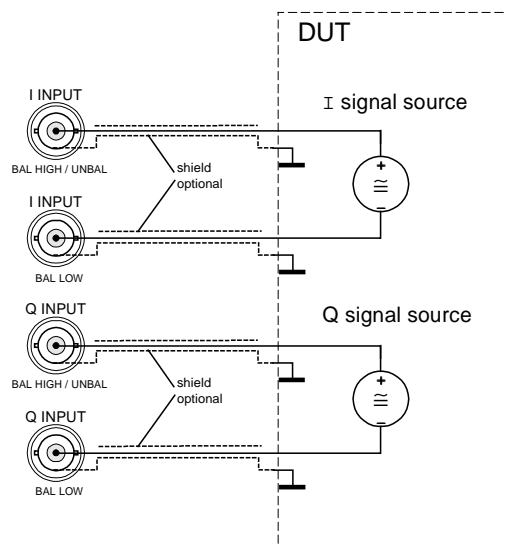 DUT
I INPUT
I signal source
BAL HIGH / UNBAL
shield
optional
+
≅
−
I INPUT
BAL LOW
Q INPUT
Q signal source
BAL HIGH / UNBAL
shield
optional
+
≅
−
Q INPUT
BAL LOW